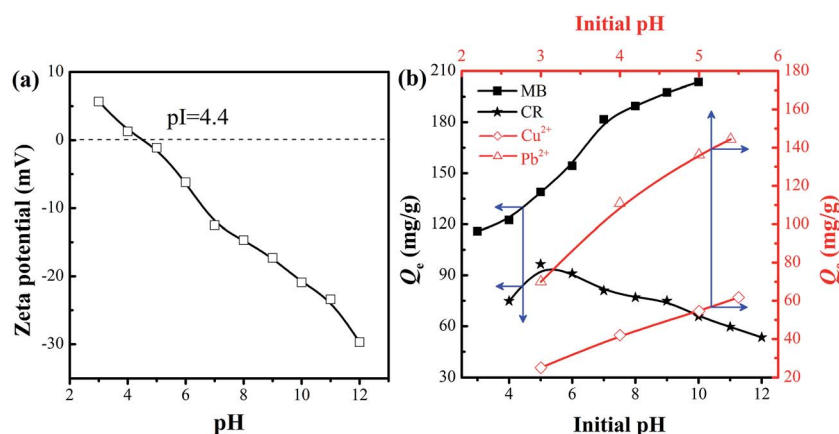 (a)
10
0
-10
-20
-30
Zeta potential (mV)
pI=4.4
2 4 6 8 10 12
pH
(b)
Initial pH
2 3 4 5 6
210
180
150
120
90
60
30
Qe (mg/g)
MB
CR
Cu2+
Pb2+
180
160
140
120
100
80
60
40
20
Qe (mg/g)
4 6 8 10 12
Initial pH